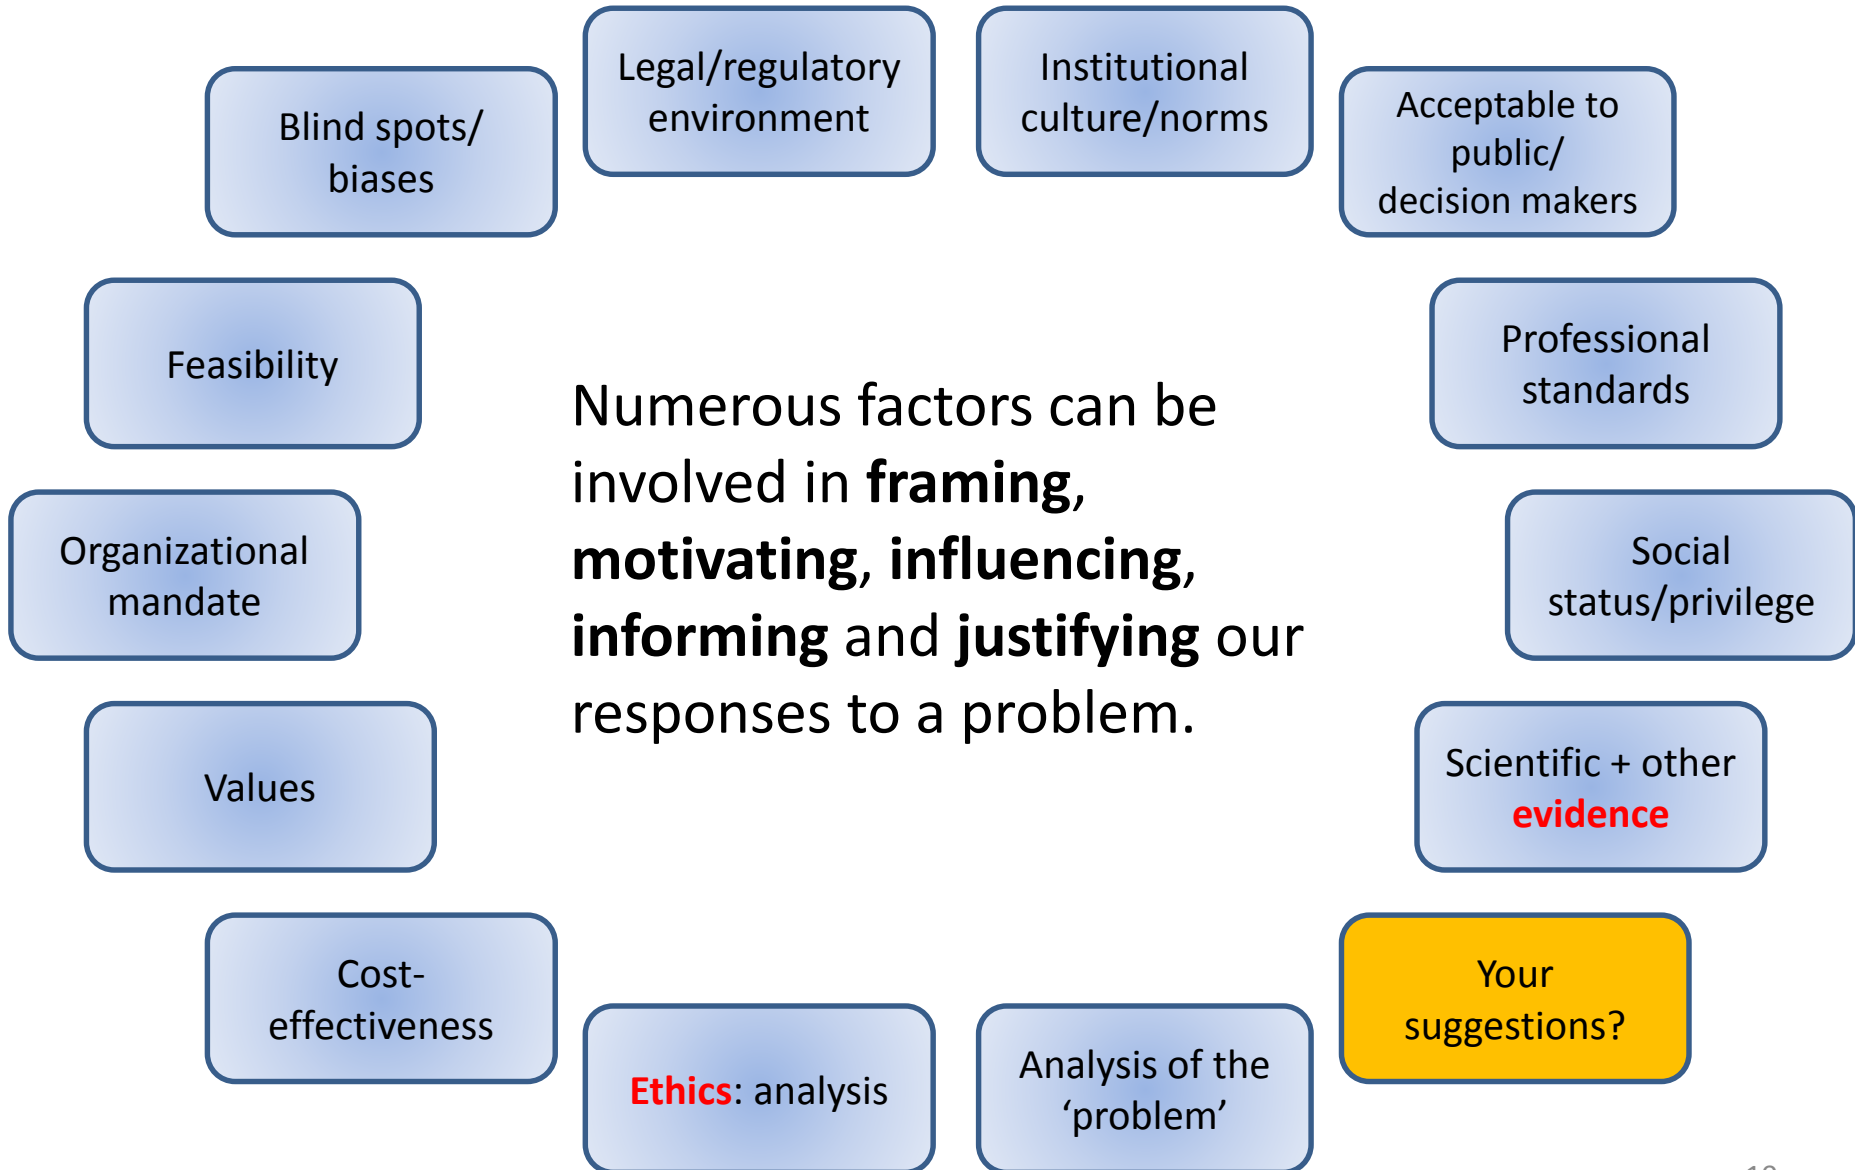 Legal/regulatory
environment
Institutional
culture/norms
Acceptable to
public/
decision makers
Blind spots/
biases
Feasibility
Professional
standards
Numerous factors can be
involved in framing,
motivating, influencing,
informing and justifying our
responses to a problem.
Organizational
mandate
Social
status/privilege
Values
Scientific + other
evidence
Cost-
effectiveness
Your
suggestions?
Ethics: analysis
Analysis of the
‘problem’